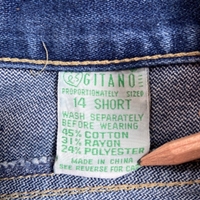 GITANO
PROPORTIONATELY SIZED
14 SHORT
WASH SEPARATELY
BEFORE WEARING
45% COTTON
31% RAYON
24% POLYESTER
MADE IN CHINA
SEE REVERSE FOR